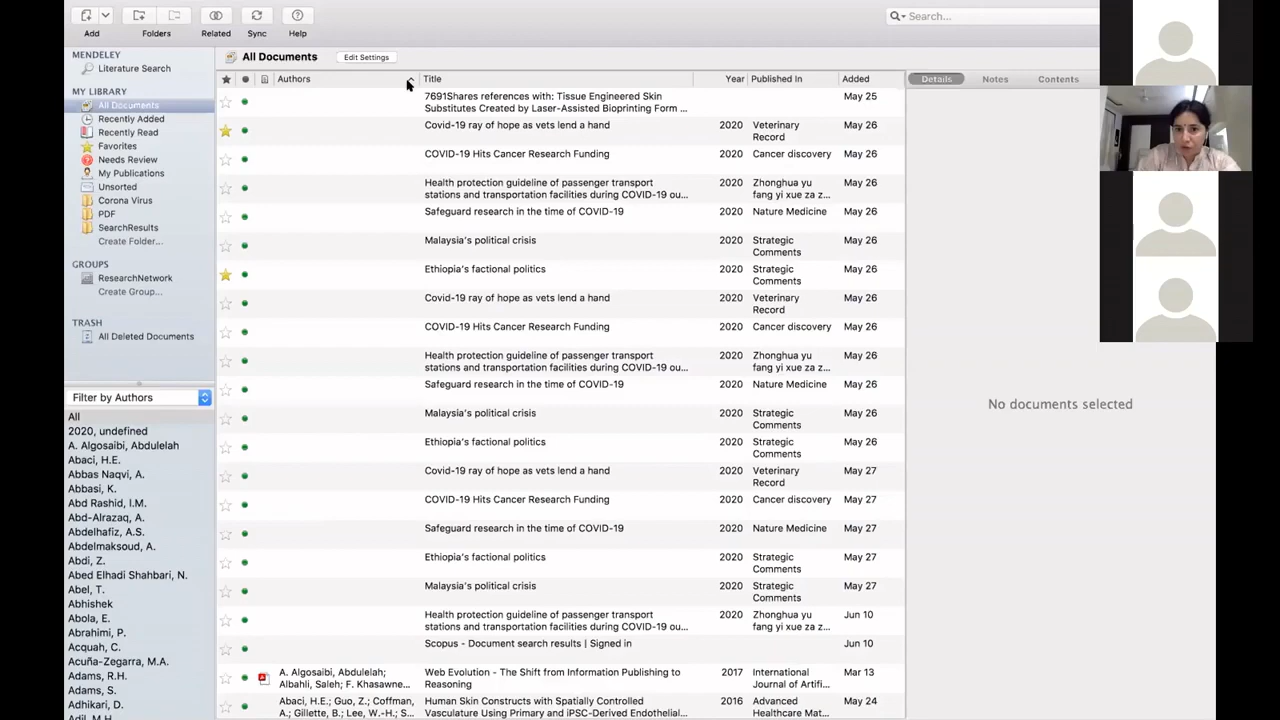 Add
Folders
Related
Sync
Help
Search...
MENDELEY
Literature Search
MY LIBRARY
All Documents
Recently Added
Recently Read
Favorites
Needs Review
My Publications
Unsorted
Corona Virus
PDF
SearchResults
Create Folder...
GROUPS
ResearchNetwork
Create Group...
TRASH
All Deleted Documents
Filter by Authors
All
2020, undefined
A. Algosaibi, Abdulelah
Abaci, H.E.
Abbas Naqvi, A.
Abbasi, K.
Abd Rashid, I.M.
Abd-Alrazaq, A.
Abdelhafiz, A.S.
Abdelmaksoud, A.
Abdi, Z.
Abed Elhadi Shahbari, N.
Abel, T.
Abhishek
Abola, E.
Abrahimi, P.
Acquah, C.
Acuña-Zegarra, M.A.
Adams, R.H.
Adams, S.
Adhikari, D.
Adil, M.H.
All Documents
Edit Settings
Authors Title Year Published In Added
7691Shares references with: Tissue Engineered Skin May 25
Substitutes Created by Laser-Assisted Bioprinting Form ...
Covid-19 ray of hope as vets lend a hand 2020 Veterinary May 26
Record
COVID-19 Hits Cancer Research Funding 2020 Cancer discovery May 26
Health protection guideline of passenger transport 2020 Zhonghua yu May 26
stations and transportation facilities during COVID-19 ou... fang yi xue za z...
Safeguard research in the time of COVID-19 2020 Nature Medicine May 26
Malaysia's political crisis 2020 Strategic May 26
Comments
Ethiopia's factional politics 2020 Strategic May 26
Comments
Covid-19 ray of hope as vets lend a hand 2020 Veterinary May 26
Record
COVID-19 Hits Cancer Research Funding 2020 Cancer discovery May 26
Health protection guideline of passenger transport 2020 Zhonghua yu May 26
stations and transportation facilities during COVID-19 ou... fang yi xue za z...
Safeguard research in the time of COVID-19 2020 Nature Medicine May 26
Malaysia's political crisis 2020 Strategic May 26
Comments
Ethiopia's factional politics 2020 Strategic May 26
Comments
Covid-19 ray of hope as vets lend a hand 2020 Veterinary May 27
Record
COVID-19 Hits Cancer Research Funding 2020 Cancer discovery May 27
Safeguard research in the time of COVID-19 2020 Nature Medicine May 27
Ethiopia's factional politics 2020 Strategic May 27
Comments
Malaysia's political crisis 2020 Strategic May 27
Comments
Health protection guideline of passenger transport 2020 Zhonghua yu Jun 10
stations and transportation facilities during COVID-19 ou... fang yi xue za z...
Scopus - Document search results | Signed in Jun 10
A. Algosaibi, Abdulelah; Web Evolution - The Shift from Information Publishing to 2017 International Mar 13
Albahli, Saleh; F. Khasawne... Reasoning Journal of Artifi...
Abaci, H.E.; Guo, Z.; Coffman, Human Skin Constructs with Spatially Controlled 2016 Advanced May 24
A.; Gillette, B.; Lee, W.-H.; S... Vasculature Using Primary and iPSC-Derived Endothelial... Healthcare Mat...
Details Notes Contents
No documents selected